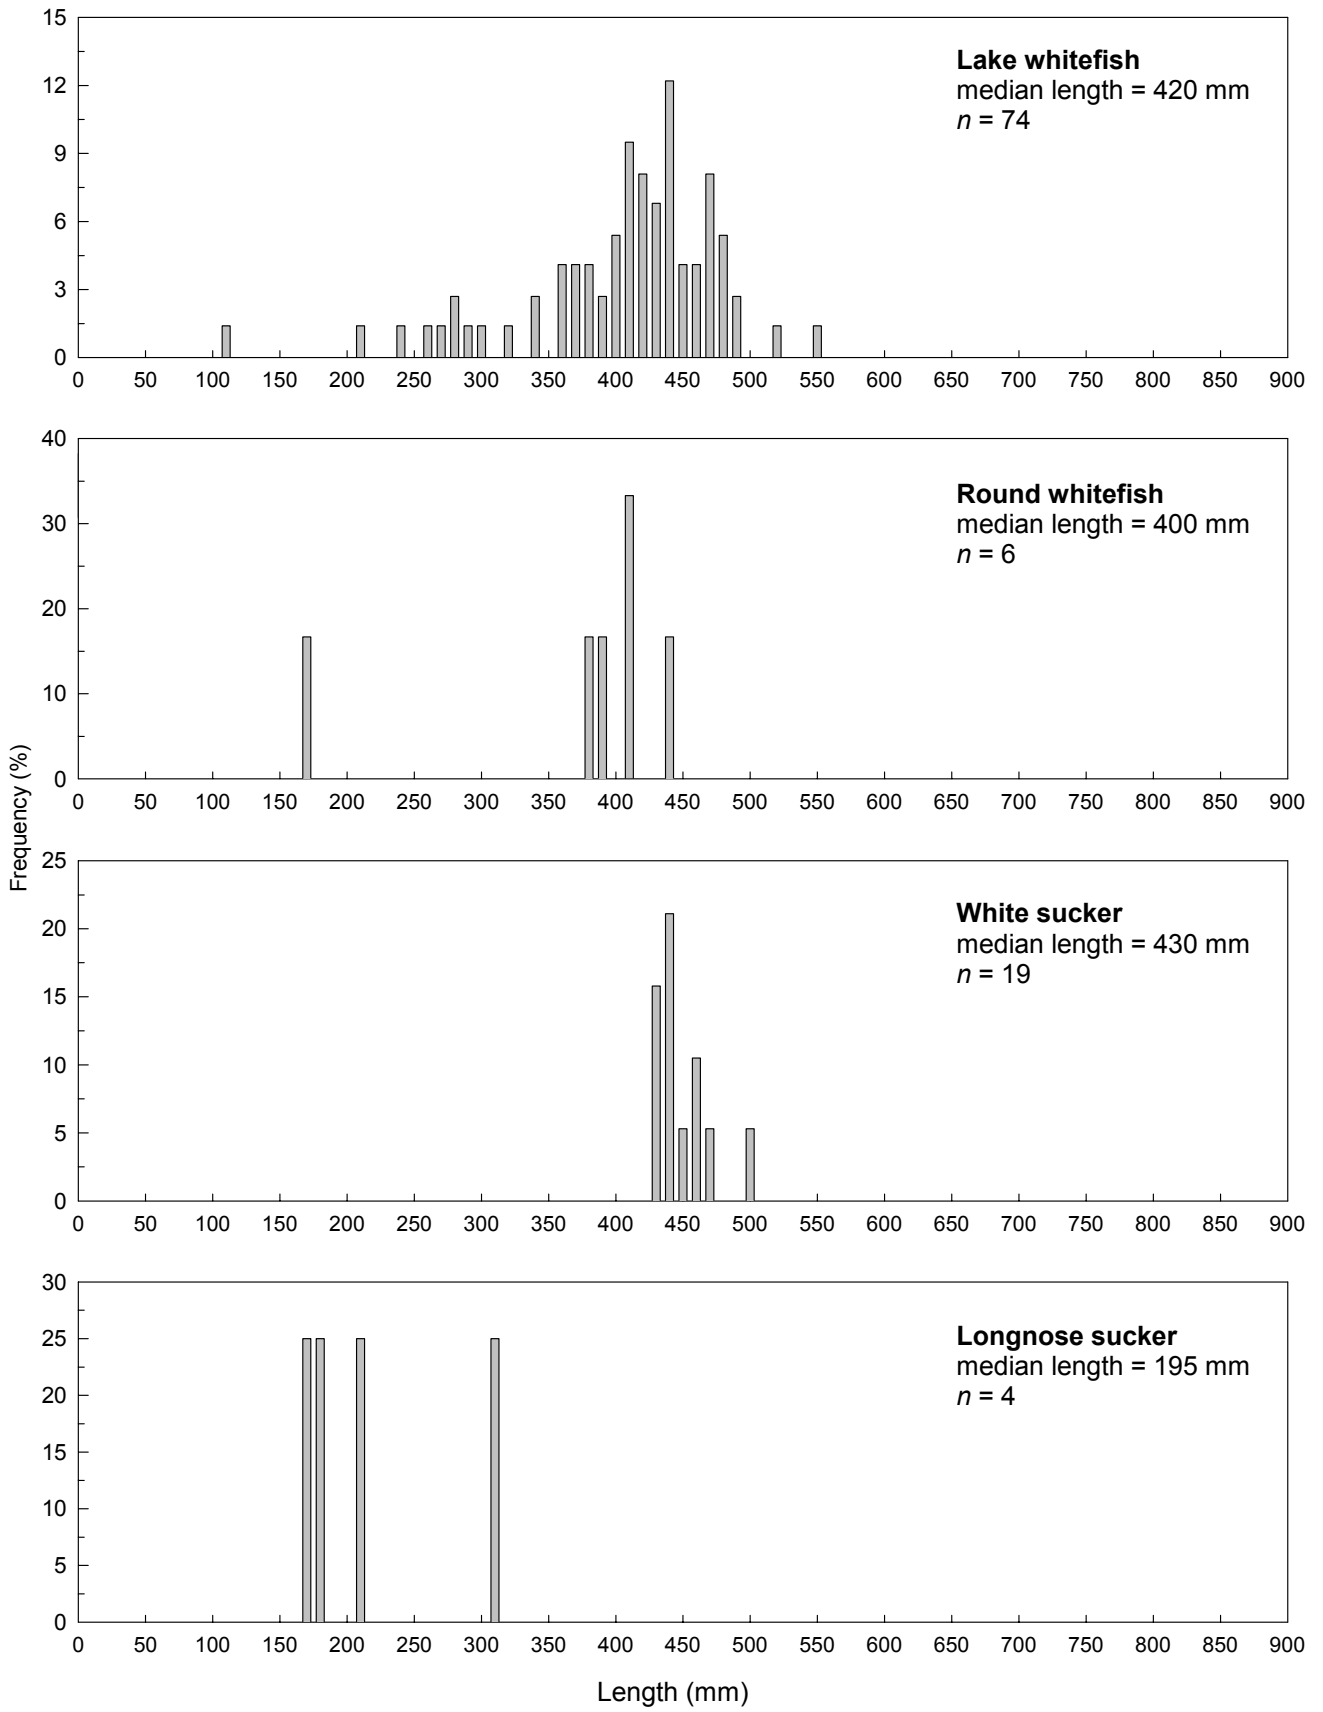 15
12
9
6
3
0
Lake whitefish
median length = 420 mm
n = 74
0 50 100 150 200 250 300 350 400 450 500 550 600 650 700 750 800 850 900
40
30
20
10
0
Round whitefish
median length = 400 mm
n = 6
0 50 100 150 200 250 300 350 400 450 500 550 600 650 700 750 800 850 900
Frequency (%)
25
20
15
10
5
0
White sucker
median length = 430 mm
n = 19
0 50 100 150 200 250 300 350 400 450 500 550 600 650 700 750 800 850 900
30
25
20
15
10
5
0
Longnose sucker
median length = 195 mm
n = 4
0 50 100 150 200 250 300 350 400 450 500 550 600 650 700 750 800 850 900
Length (mm)